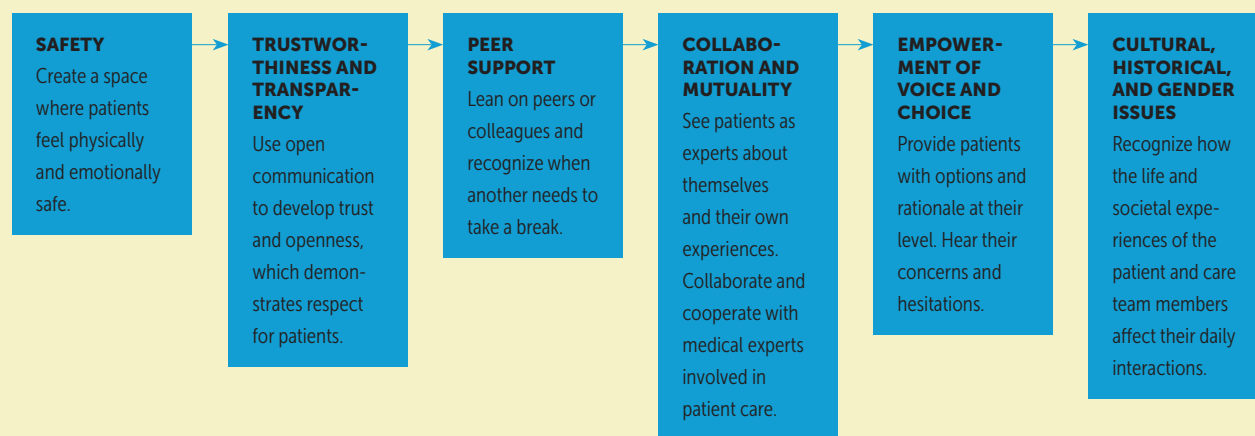 SAFETY
Create a space
where patients
feel physically
and emotionally
safe.
TRUSTWOR-
THINESS AND
TRANSPAR-
ENCY
Use open
communication
to develop trust
and openness,
which demon-
strates respect
for patients.
PEER
SUPPORT
Lean on peers or
colleagues and
recognize when
another needs to
take a break.
COLLABO-
RATION AND
MUTUALITY
See patients as
experts about
themselves
and their own
experiences.
Collaborate and
cooperate with
medical experts
involved in
patient care.
EMPOWER-
MENT OF
VOICE AND
CHOICE
Provide patients
with options and
rationale at their
level. Hear their
concerns and
hesitations.
CULTURAL,
HISTORICAL,
AND GENDER
ISSUES
Recognize how
the life and
societal expe-
riences of the
patient and care
team members
affect their daily
interactions.